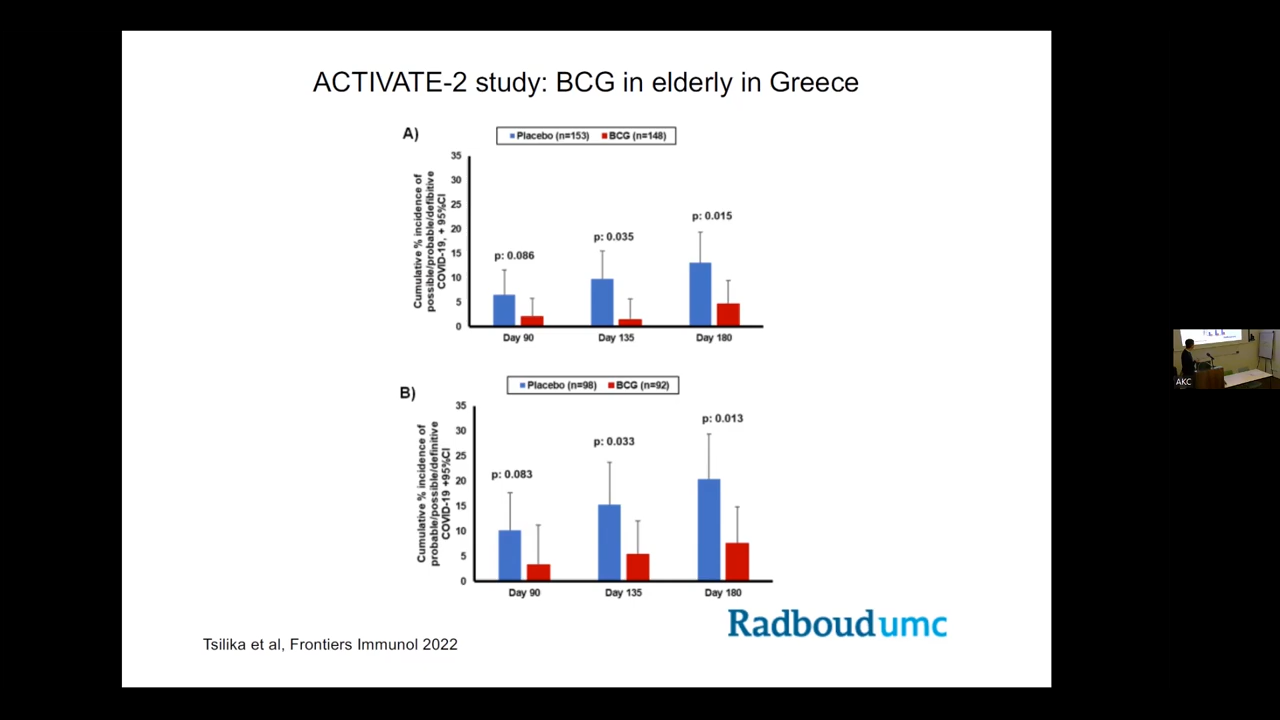 ACTIVATE-2 study: BCG in elderly in Greece
A)
Placebo (n=153) BCG (n=148)
Cumulative % incidence of
possible/probable/defibitive
COVID-19, + 95%CI
35
30
25
20
15
10
5
0
p: 0.086
p: 0.035
p: 0.015
Day 90
Day 135
Day 180
B)
Placebo (n=98) BCG (n=92)
Cumulative % incidence of
probable/possible/definitive
COVID-19 +95%CI
35
30
25
20
15
10
5
0
p: 0.083
p: 0.033
p: 0.013
Day 90
Day 135
Day 180
Radboudumc
Tsilika et al, Frontiers Immunol 2022
AKC